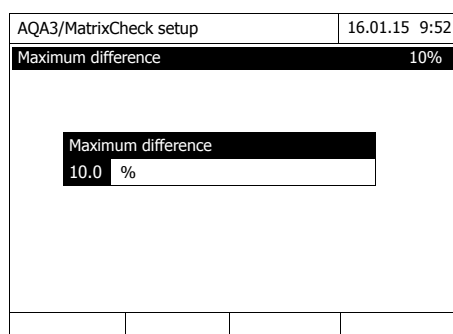 AQA3/MatrixCheck setup 16.01.15 9:52
Maximum difference 10%
Maximum difference
10.0 %